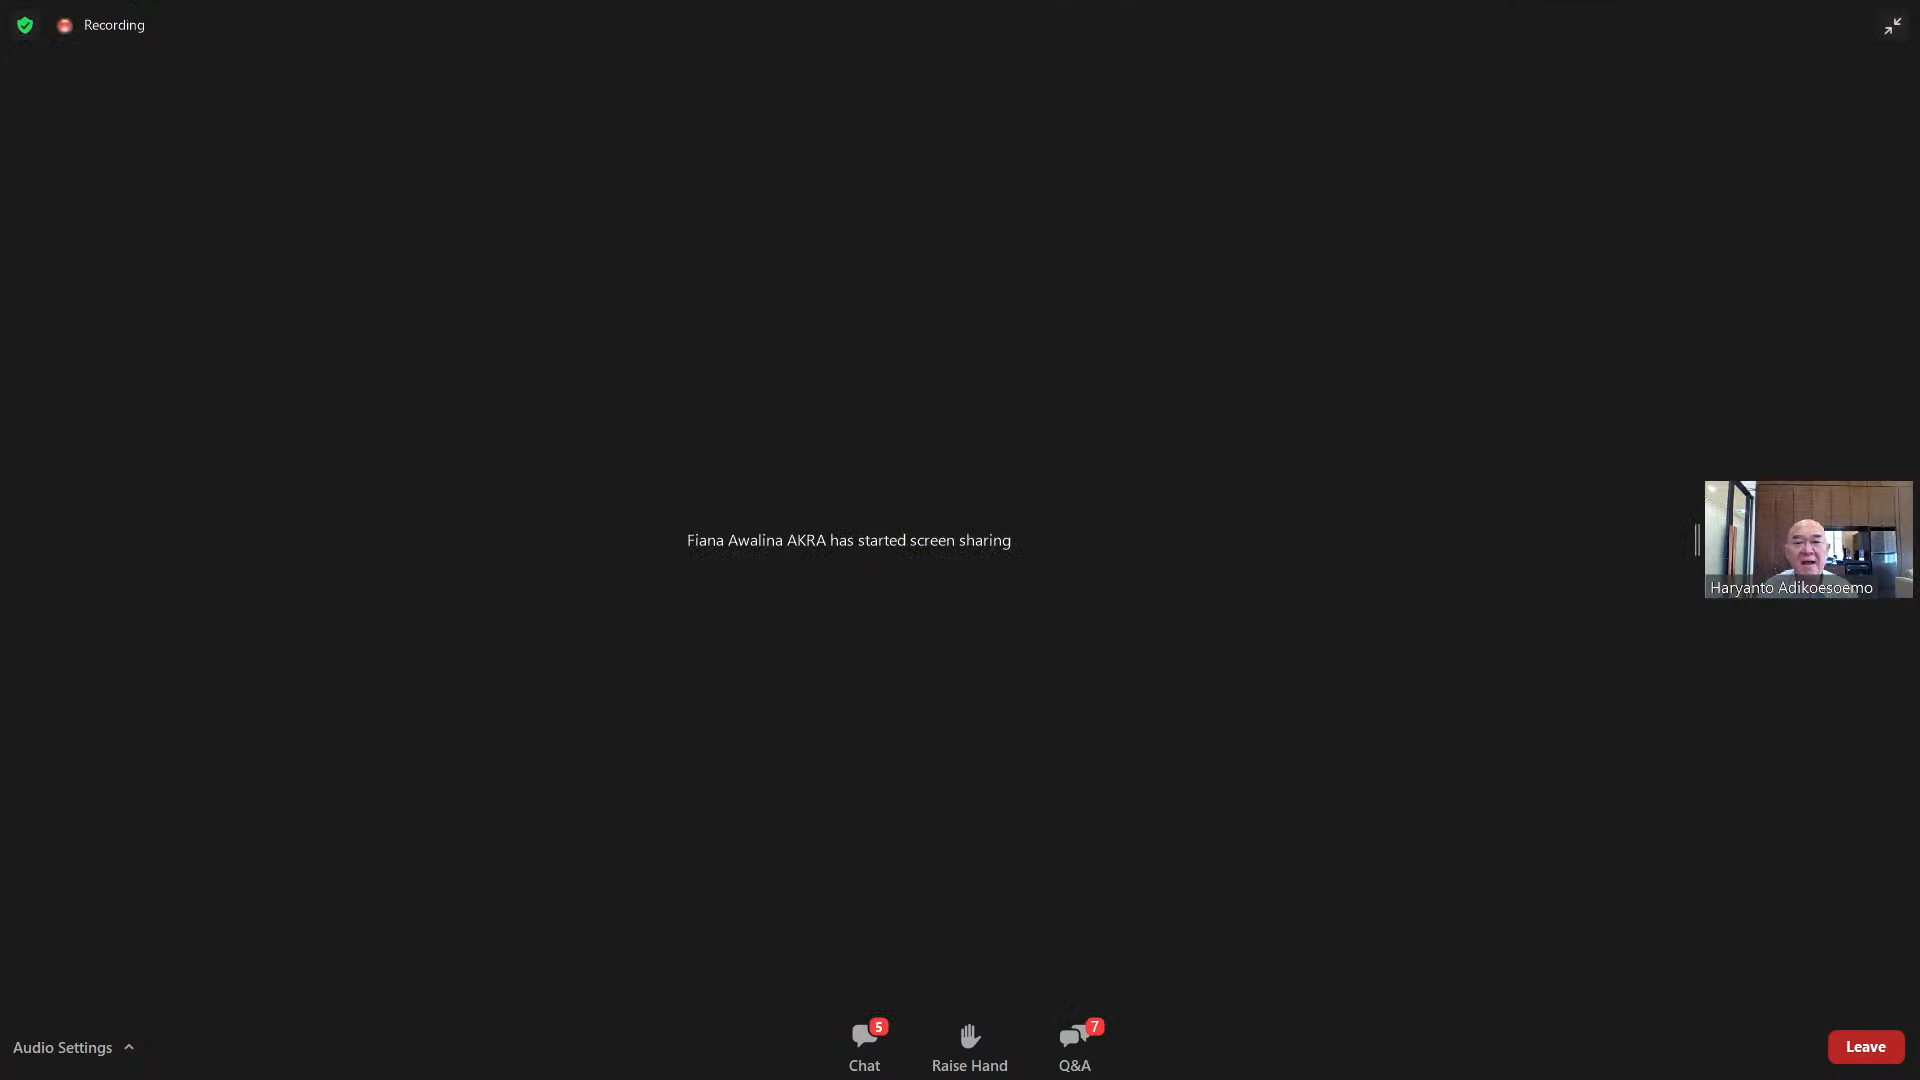 Recording
Fiana Awalina AKRA has started screen sharing
Haryanto Adikoesoemo
Audio Settings
5
Chat
Raise Hand
7
Q&A
Leave